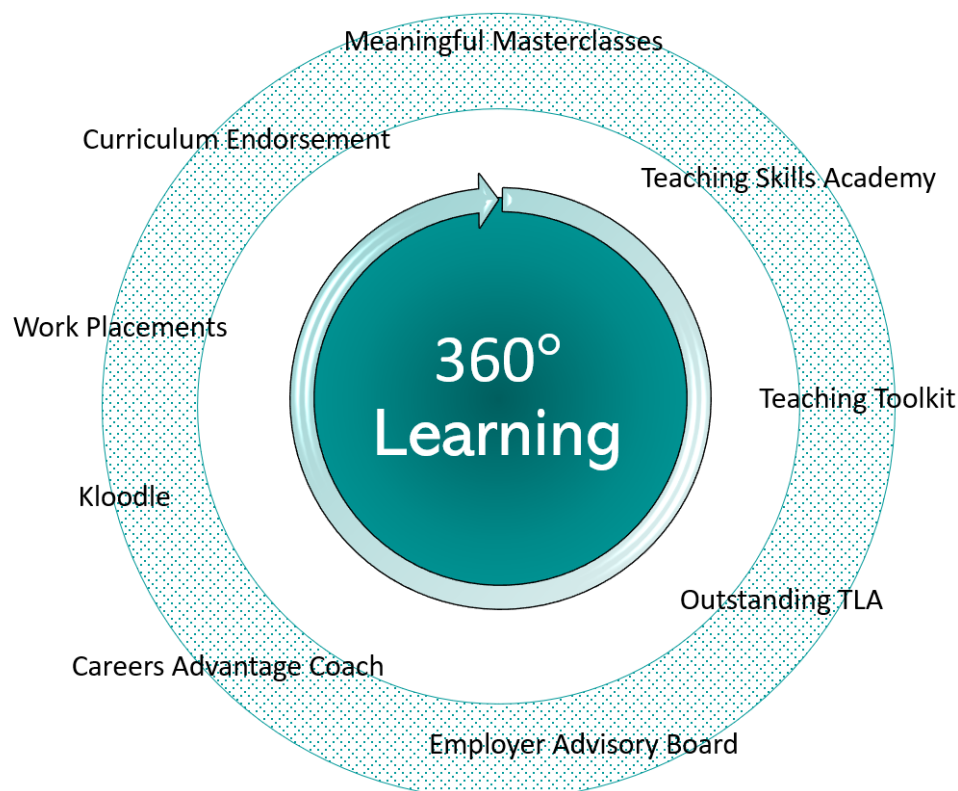 Meaningful Masterclasses
Curriculum Endorsement
Teaching Skills Academy
Work Placements
360°
Learning
Teaching Toolkit
Kloodle
Outstanding TLA
Careers Advantage Coach
Employer Advisory Board